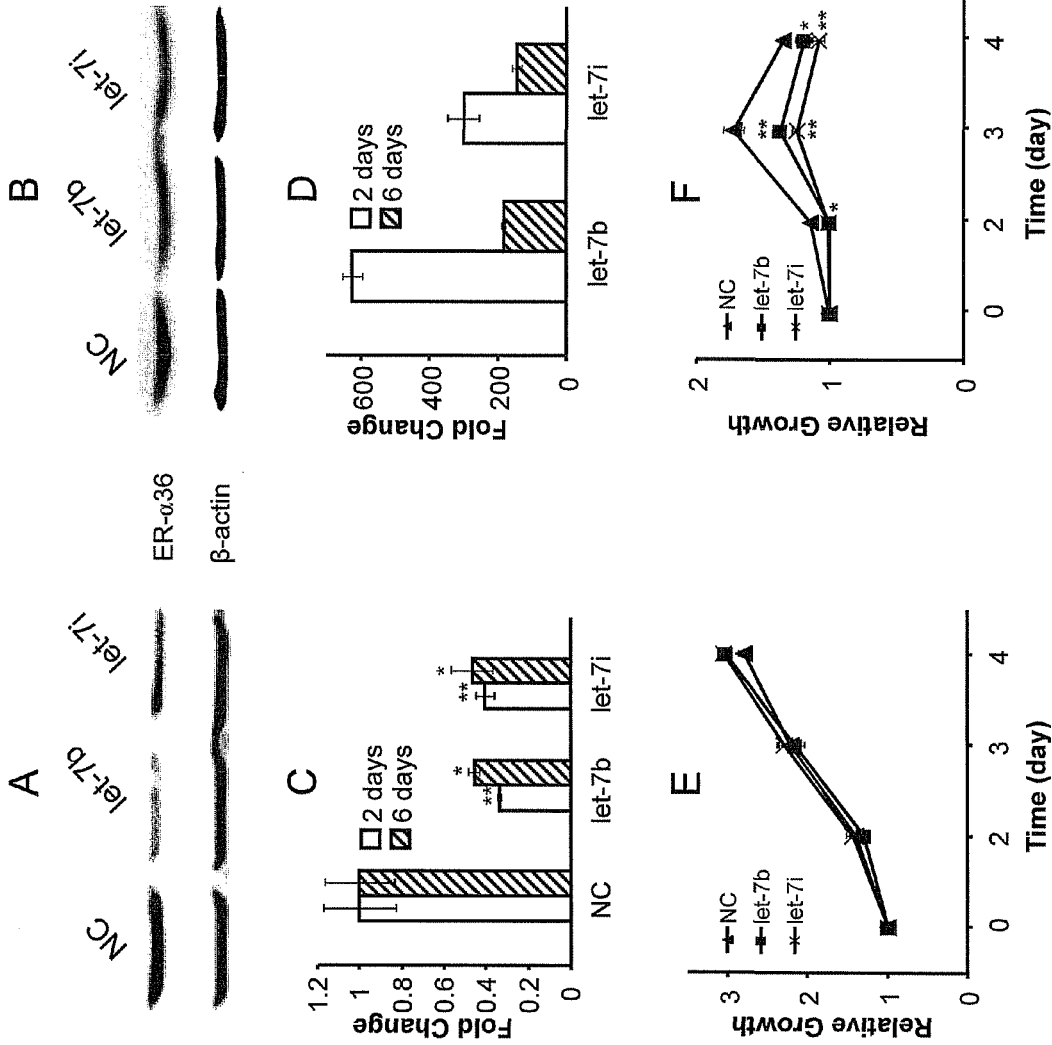 A
NC
let-7b
let-7i
ER-α36
β-actin
B
NC
let-7b
let-7i
C
Fold Change
1.2
1
0.8
0.6
0.4
0.2
0
2 days
6 days
**
*
**
*
NC
let-7b
let-7i
D
Fold Change
600
400
200
0
2 days
6 days
let-7b
let-7i
E
Relative Growth
3
2
1
0
NC
let-7b
let-7i
0
2
3
4
Time (day)
F
Relative Growth
2
1
0
NC
let-7b
let-7i
*
**
**
*
**
0
2
3
4
Time (day)